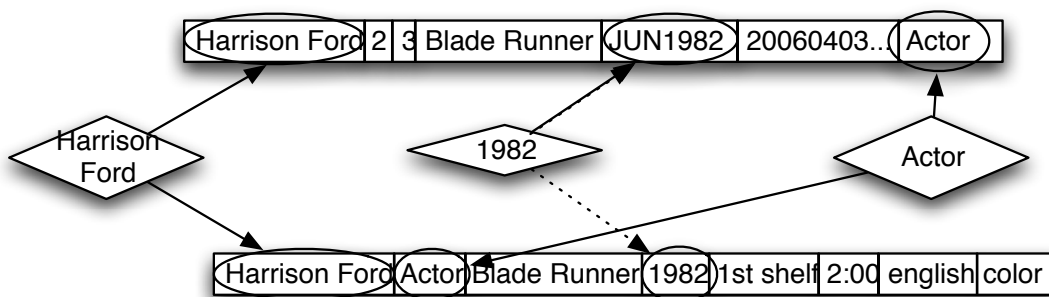 Harrison Ford 2 3 Blade Runner JUN1982 20060403... Actor
Harrison
Ford
1982
Actor
Harrison Ford Actor Blade Runner 1982 1st shelf 2:00 english color